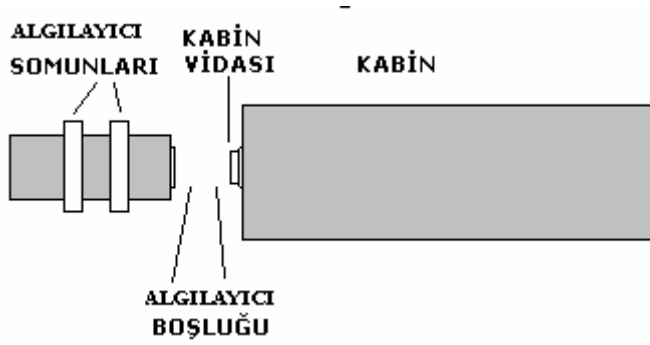 ALGILAYICI
SOMUNLARI
KABİN
VİDASI
KABİN
ALGILAYICI
BOŞLUĞU